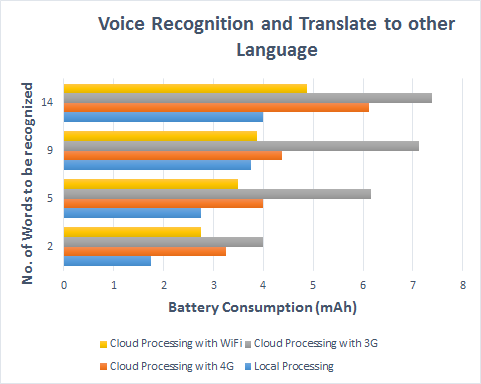 Voice Recognition and Translate to other
Language
No. of Words to be recognized
14
9
5
2
0 1 2 3 4 5 6 7 8
Battery Consumption (mAh)
Cloud Processing with WiFi Cloud Processing with 3G
Cloud Processing with 4G Local Processing